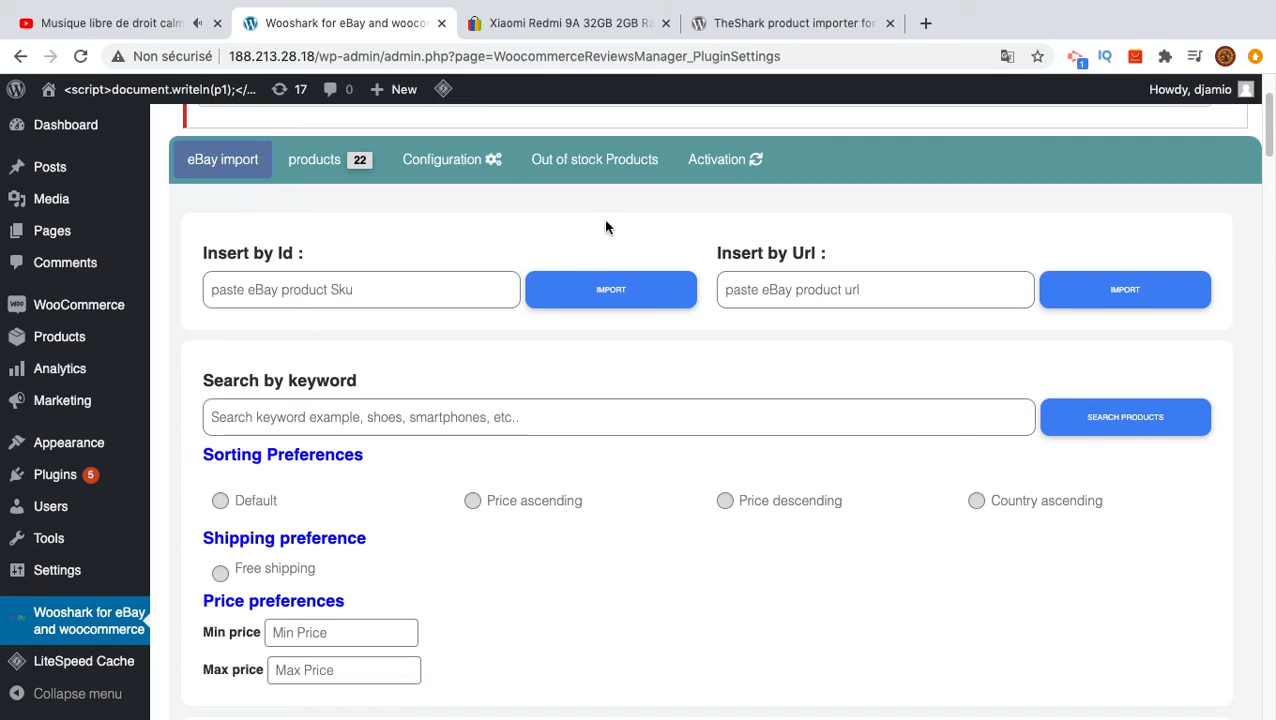 Musique libre de droit calm
Wooshark for eBay and woocor
Xiaomi Redmi 9A 32GB 2GB Ra
TheShark product importer for
Non sécurisé
188.213.28.18/wp-admin/admin.php?page=WoocommerceReviewsManager_PluginSettings
1
IQ
<script>document.writeln(p1);</...
17
0
New
Howdy, djamio
Dashboard
Posts
Media
Pages
Comments
WooCommerce
Products
Analytics
Marketing
Appearance
Plugins 5
Users
Tools
Settings
Wooshark for eBay
and woocommerce
LiteSpeed Cache
Collapse menu
eBay import
products 22
Configuration
Out of stock Products
Activation
Insert by Id :
paste eBay product Sku
IMPORT
Insert by Url :
paste eBay product url
IMPORT
Search by keyword
Search keyword example, shoes, smartphones, etc..
SEARCH PRODUCTS
Sorting Preferences
Default
Price ascending
Price descending
Country ascending
Shipping preference
Free shipping
Price preferences
Min price
Min Price
Max price
Max Price